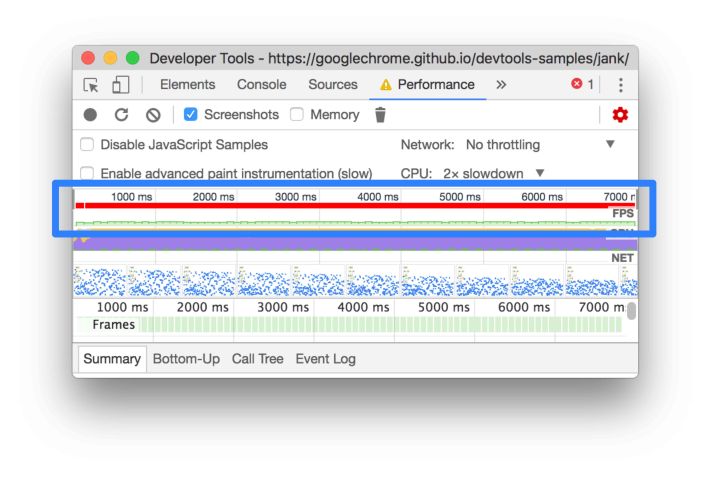 Developer Tools - https://googlechrome.github.io/devtools-samples/jank/
Elements Console Sources Performance » 1
Screenshots Memory
Disable JavaScript Samples Network: No throttling
Enable advanced paint instrumentation (slow) CPU: 2× slowdown
1000 ms 2000 ms 3000 ms 4000 ms 5000 ms 6000 ms 7000
FPS
NET
1000 ms 2000 ms 3000 ms 4000 ms 5000 ms 6000 ms 7000 m
Frames
Summary Bottom-Up Call Tree Event Log